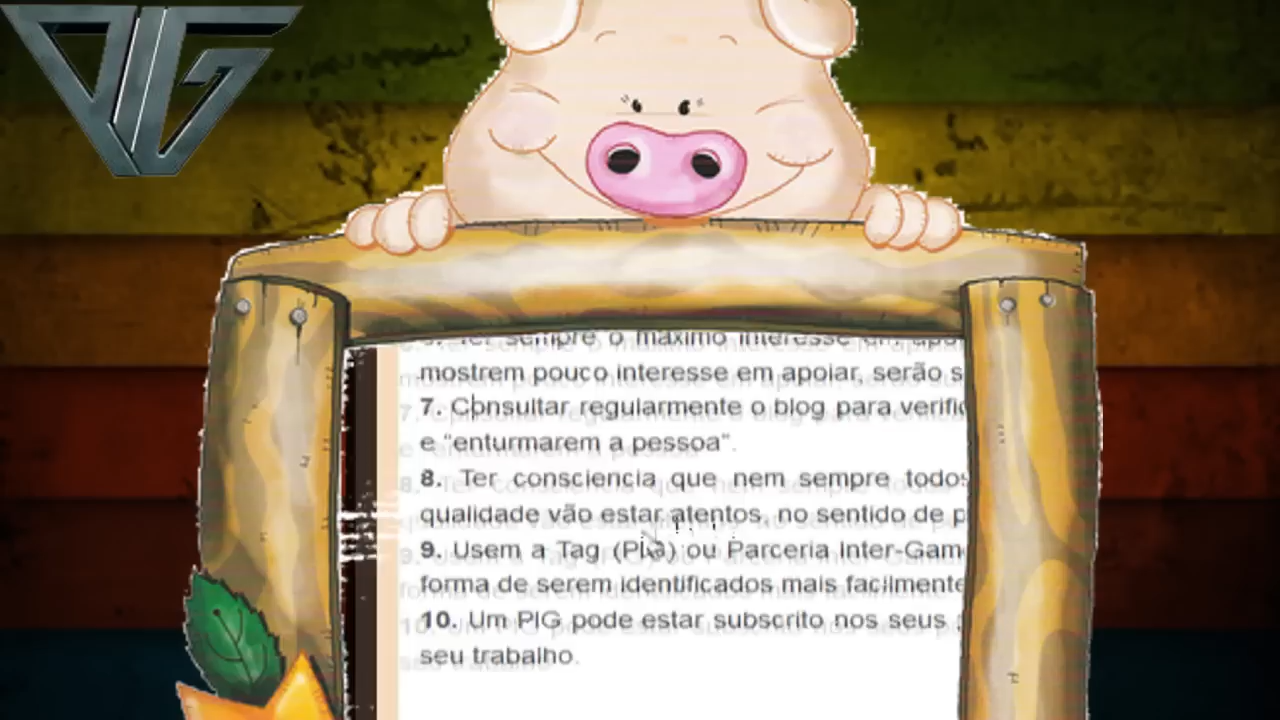 mostrem pouco interesse em apoiar, serão s
7. Consultar regularmente o blog para verific
e "enturmarem a pessoa".
8. Ter consciencia que nem sempre todos
qualidade vão estar atentos, no sentido de p
9. Usem a Tag (PIG) ou Parceria Inter-Gam
forma de serem identificados mais facilmente
10. Um PIG pode estar subscrito nos seus
seu trabalho.